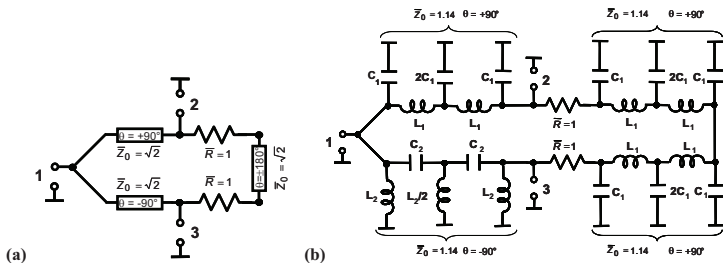 Z̅₀ = 1.14 θ = +90°
Z̅₀ = 1.14 θ = +90°
C₁ 2C₁ C₁ 2 C₁ 2C₁ C₁
L₁ L₁ R̅=1 L₁ L₁
2
θ = +90° R̅=1
Z̅₀ =√2
1
Z̅₀ =√2
θ = -90° R̅=1
θ=±180°
Z̅₀ =√2
3
1
C₂ C₂ R̅=1 L₁ L₁
L₂ L₂/2 L₂ 3 C₁ 2C₁ C₁
Z̅₀ =1.14 θ = -90°
Z̅₀ =1.14 θ = +90°
(a)
(b)